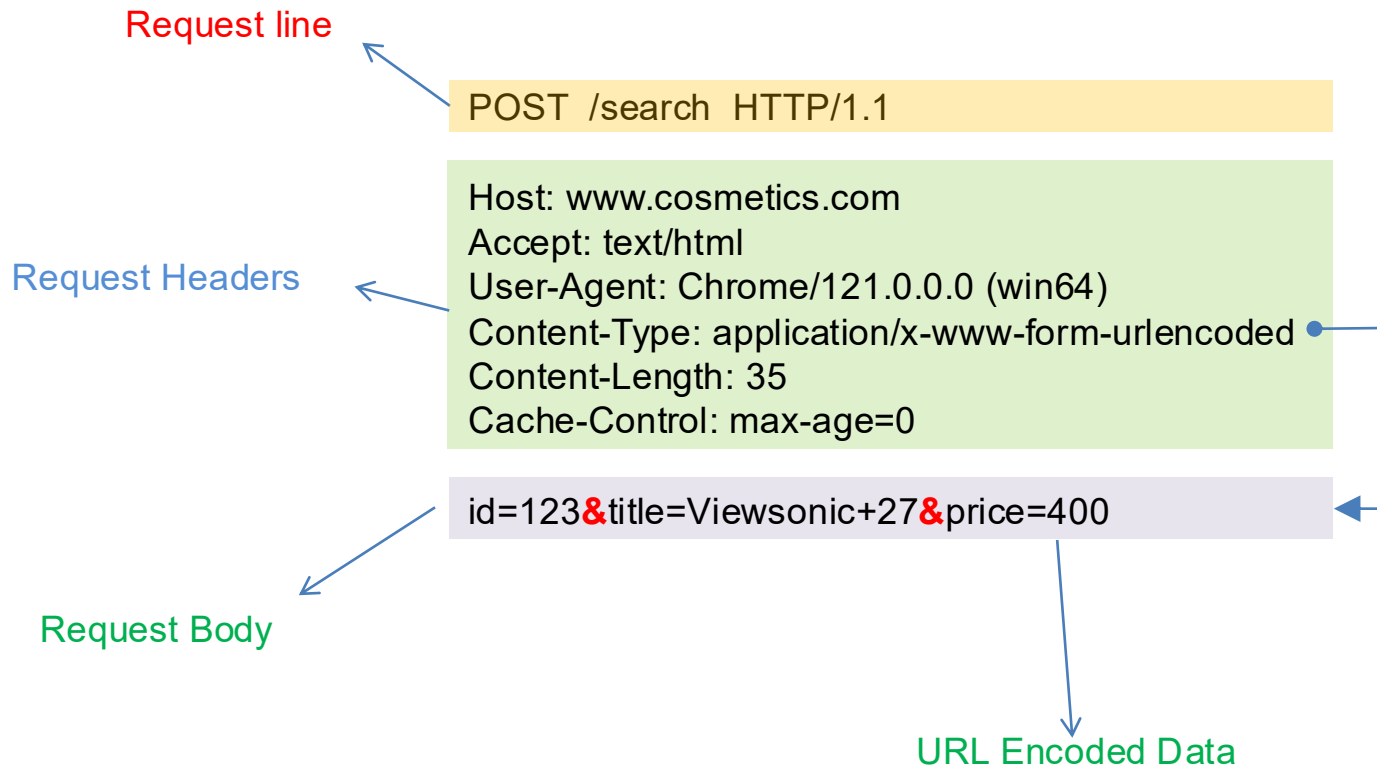 Request line
POST /search HTTP/1.1
Host: www.cosmetics.com
Accept: text/html
User-Agent: Chrome/121.0.0.0 (win64)
Request Headers
Content-Type: application/x-www-form-urlencoded
Content-Length: 35
Cache-Control: max-age=0
id=123&title=Viewsonic+27&price=400
Request Body
URL Encoded Data